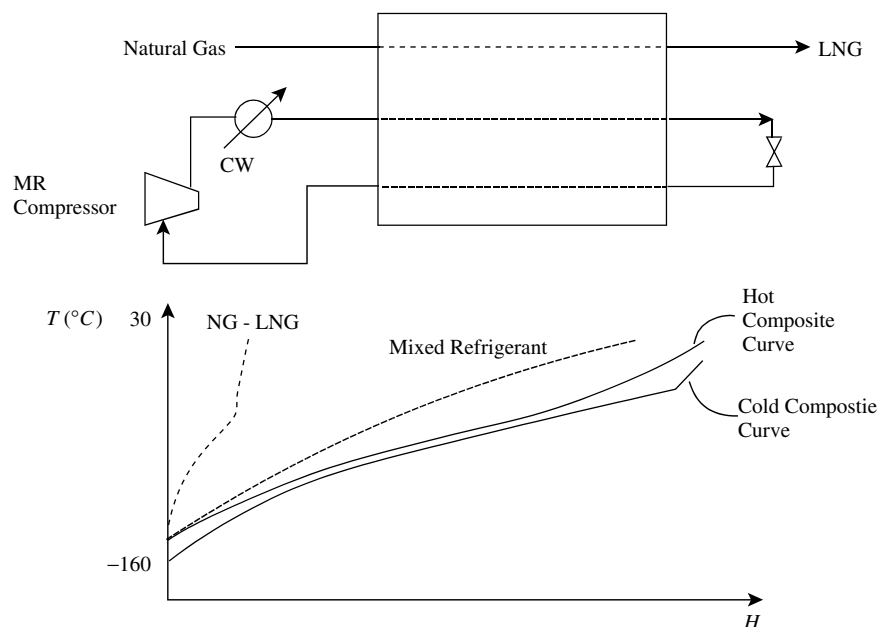 Natural Gas
LNG
CW
MR
Compressor
T (°C)
30
NG - LNG
Mixed Refrigerant
Hot
Composite
Curve
Cold Compostie
Curve
−160
H